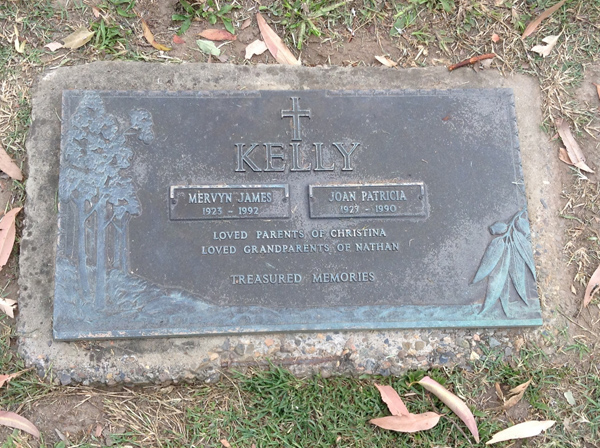 KELLY
MERVYN JAMES
1923 - 1992
JOAN PATRICIA
1927 - 1990
LOVED PARENTS OF CHRISTINA
LOVED GRANDPARENTS OF NATHAN
TREASURED MEMORIES